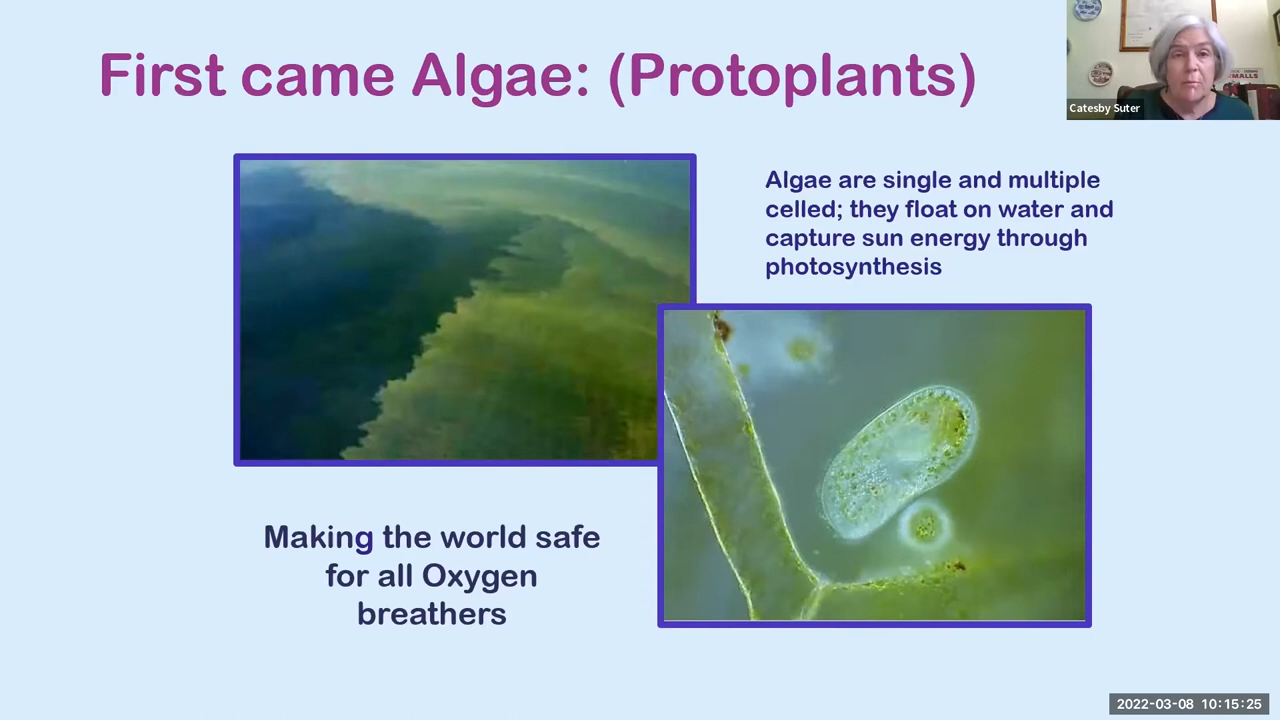 First came Algae: (Protoplants)
MALLS
Catesby Suter
Algae are single and multiple
celled; they float on water and
capture sun energy through
photosynthesis
Making the world safe
for all Oxygen
breathers
2022-03-08 10:15:25